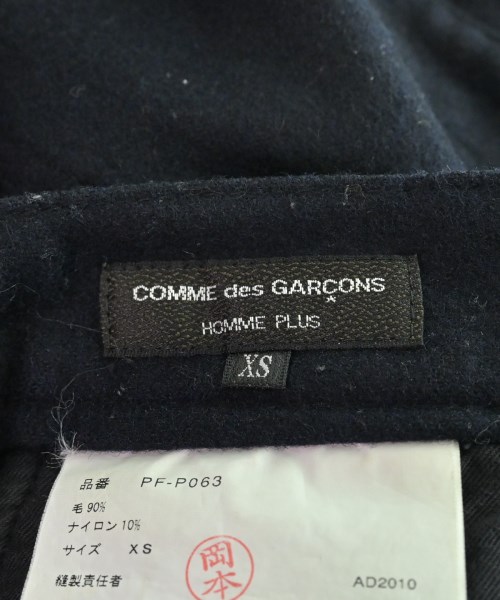 COMME des GARÇONS
HOMME PLUS
XS
品番 PF-P063
毛 90%
ナイロン 10%
サイズ XS
縫製責任者
岡本
AD2010